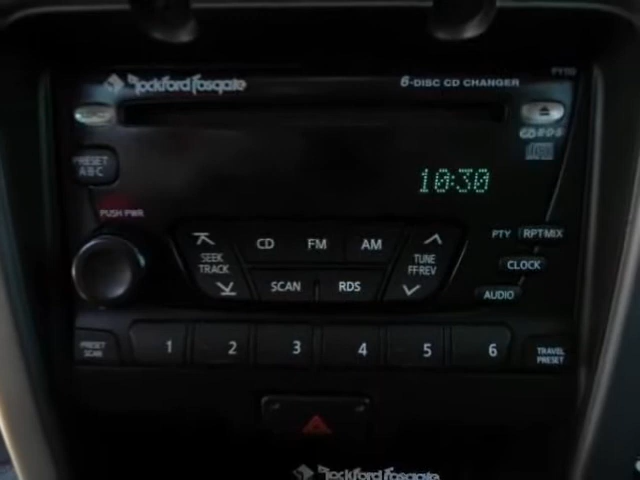 Rockford Fosgate 6-DISC CD CHANGER
PRESET
A·B·C
10:30
PUSH PWR
SEEK
TRACK
CD FM AM
TUNE
FF·REV
PTY RPT·MIX
CLOCK
SCAN RDS
AUDIO
PRESET
SCAN
1 2 3 4 5 6
TRAVEL
PRESET
Rockford Fosgate